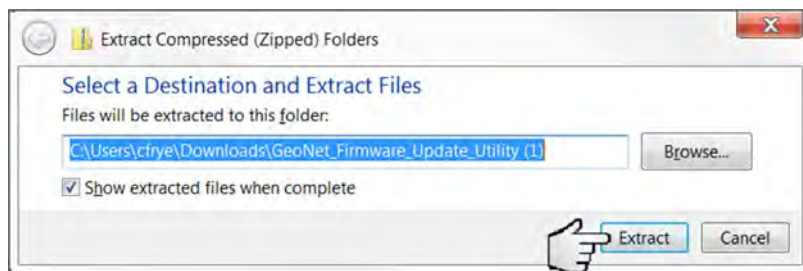 Extract Compressed (Zipped) Folders
Select a Destination and Extract Files
Files will be extracted to this folder:
C:\Users\cfrye\Downloads\GeoNet_Firmware_Update_Utility (1)
Browse...
Show extracted files when complete
Extract Cancel